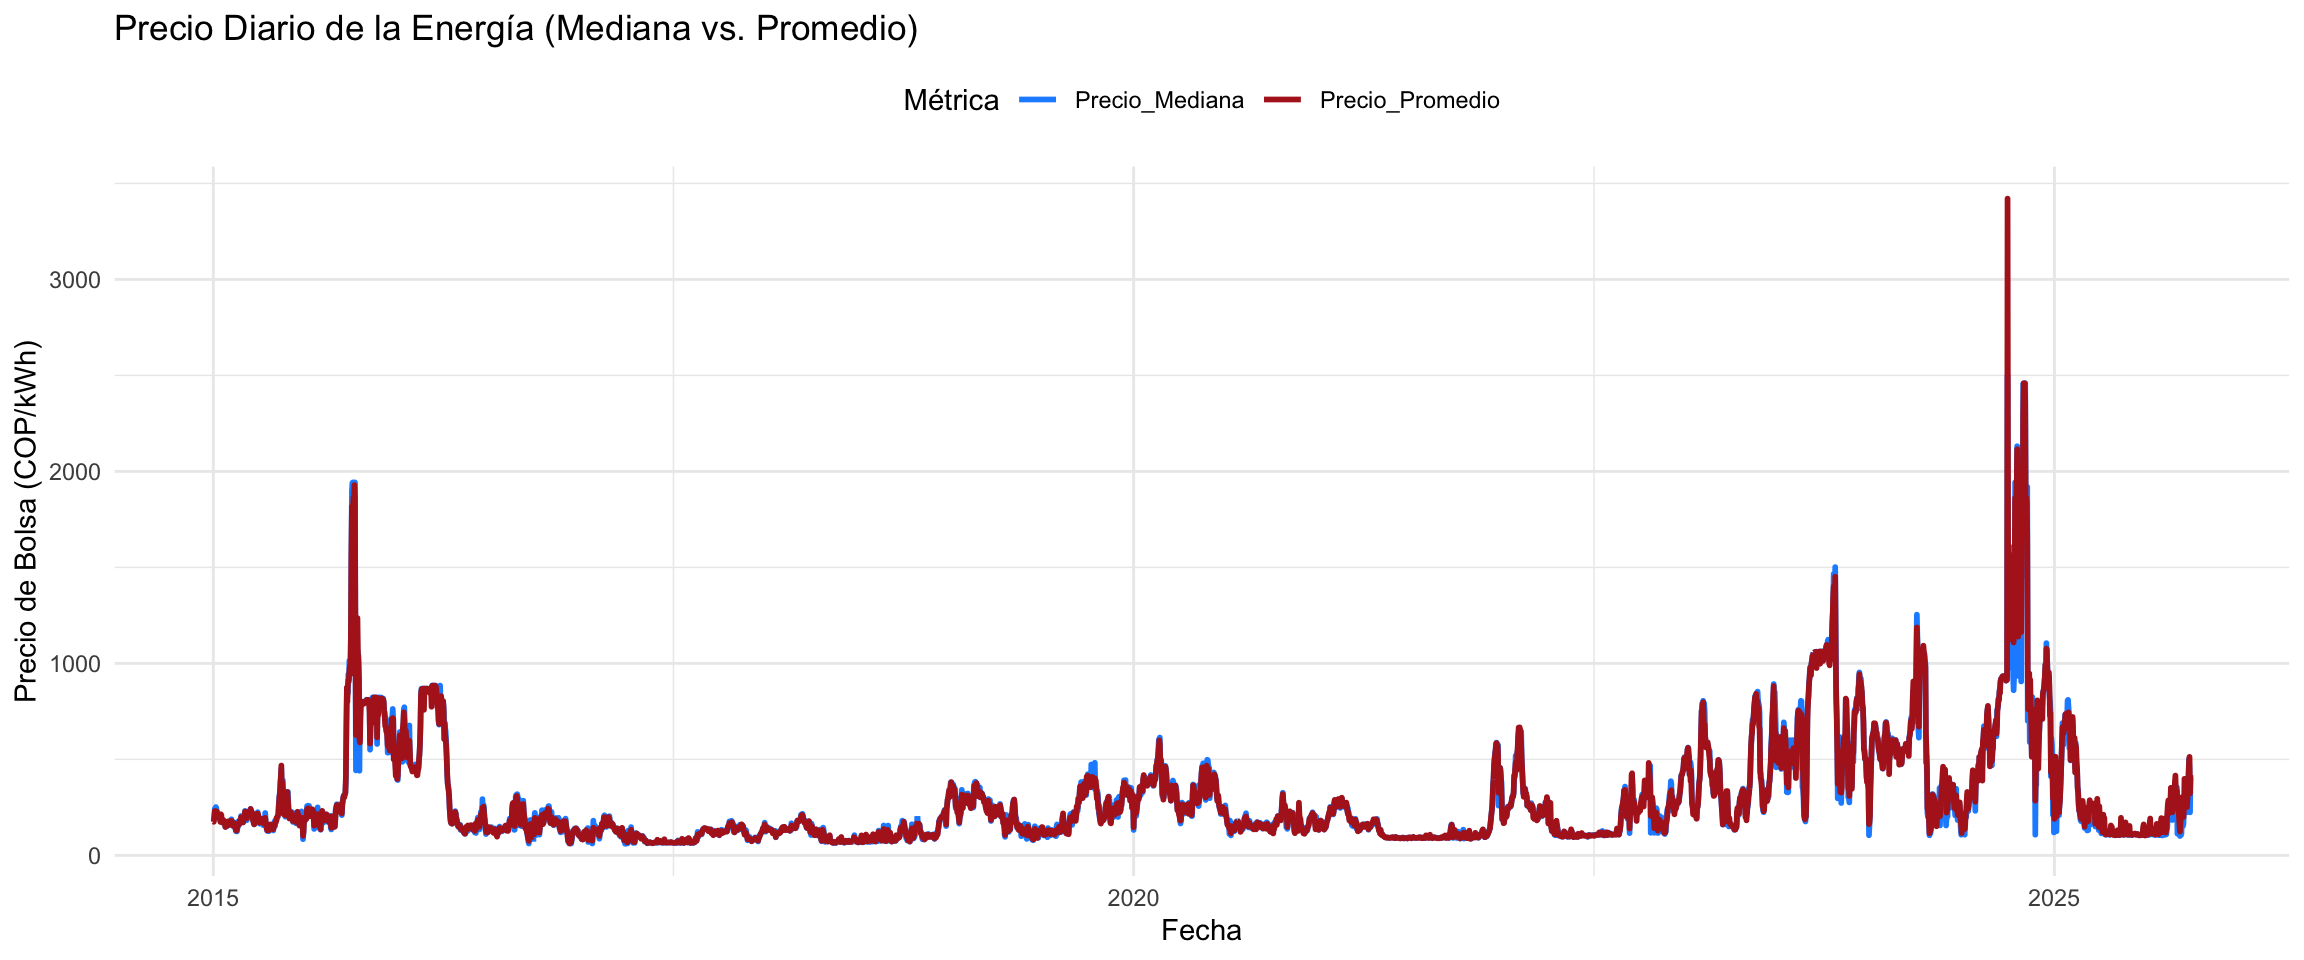 Precio Diario de la Energía (Mediana vs. Promedio)
Métrica Precio_Mediana Precio_Promedio
Precio de Bolsa (COP/kWh)
3000
2000
1000
0
2015 2020 2025
Fecha